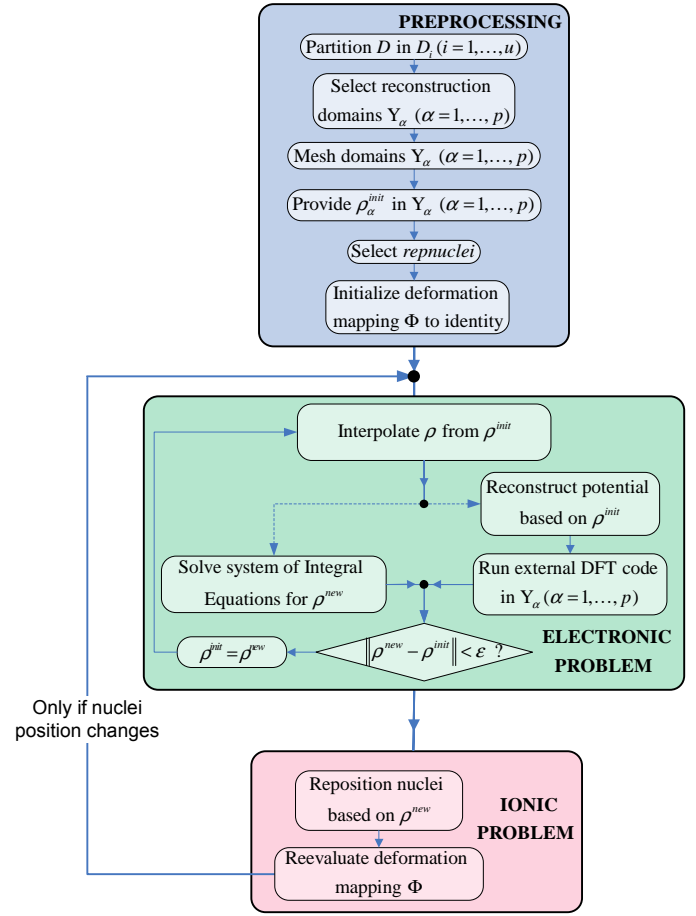 PREPROCESSING
Partition D in D_i (i = 1,…,u)
Select reconstruction
domains Υ_α (α = 1,…, p)
Mesh domains Υ_α (α = 1,…, p)
Provide ρ_α^init in Υ_α (α = 1,…, p)
Select repnuclei
Initialize deformation
mapping Φ to identity
Interpolate ρ from ρ^init
Reconstruct potential
based on ρ^init
Solve system of Integral
Equations for ρ^new
Run external DFT code
in Υ_α (α = 1,…, p)
‖ρ^new − ρ^init‖ < ε ?
ρ^init = ρ^new
ELECTRONIC
PROBLEM
Only if nuclei
position changes
Reposition nuclei
based on ρ^new
IONIC
PROBLEM
Reevaluate deformation
mapping Φ